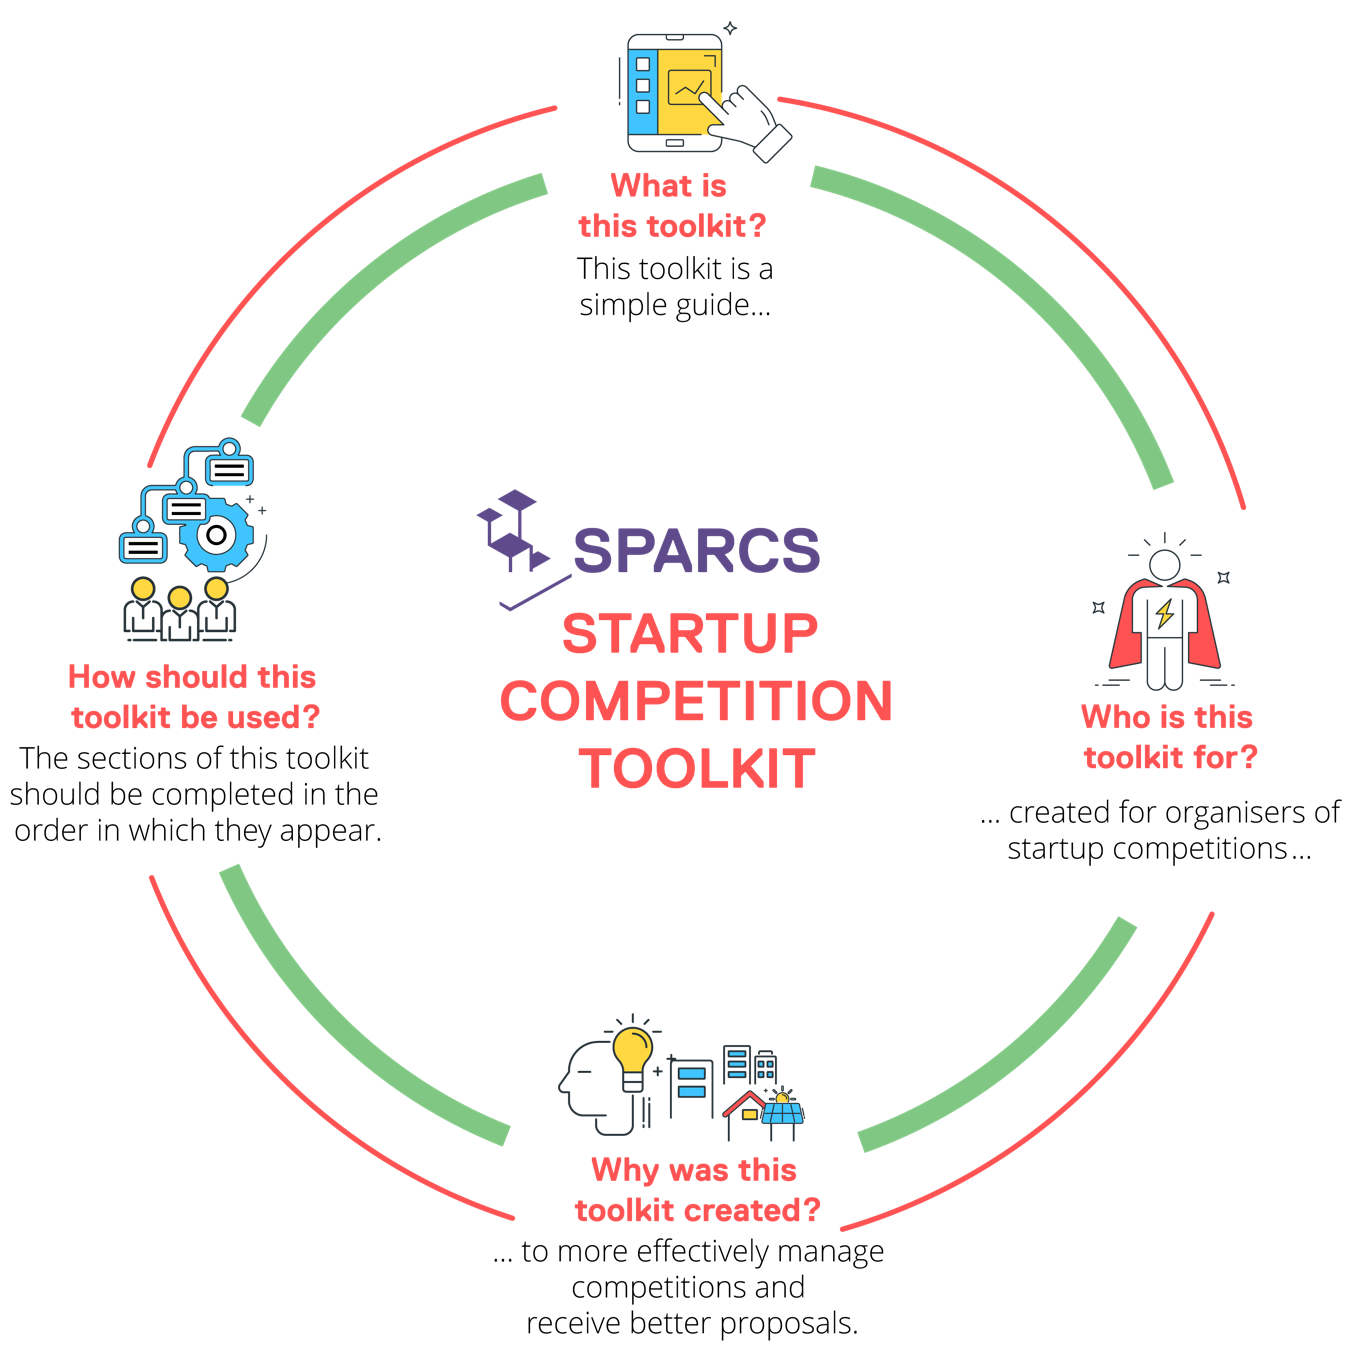 What is
this toolkit?
This toolkit is a
simple guide...
SPARCS
STARTUP
COMPETITION
TOOLKIT
Who is this
toolkit for?
... created for organisers of
startup competitions...
Why was this
toolkit created?
... to more effectively manage
competitions and
receive better proposals.
How should this
toolkit be used?
The sections of this toolkit
should be completed in the
order in which they appear.